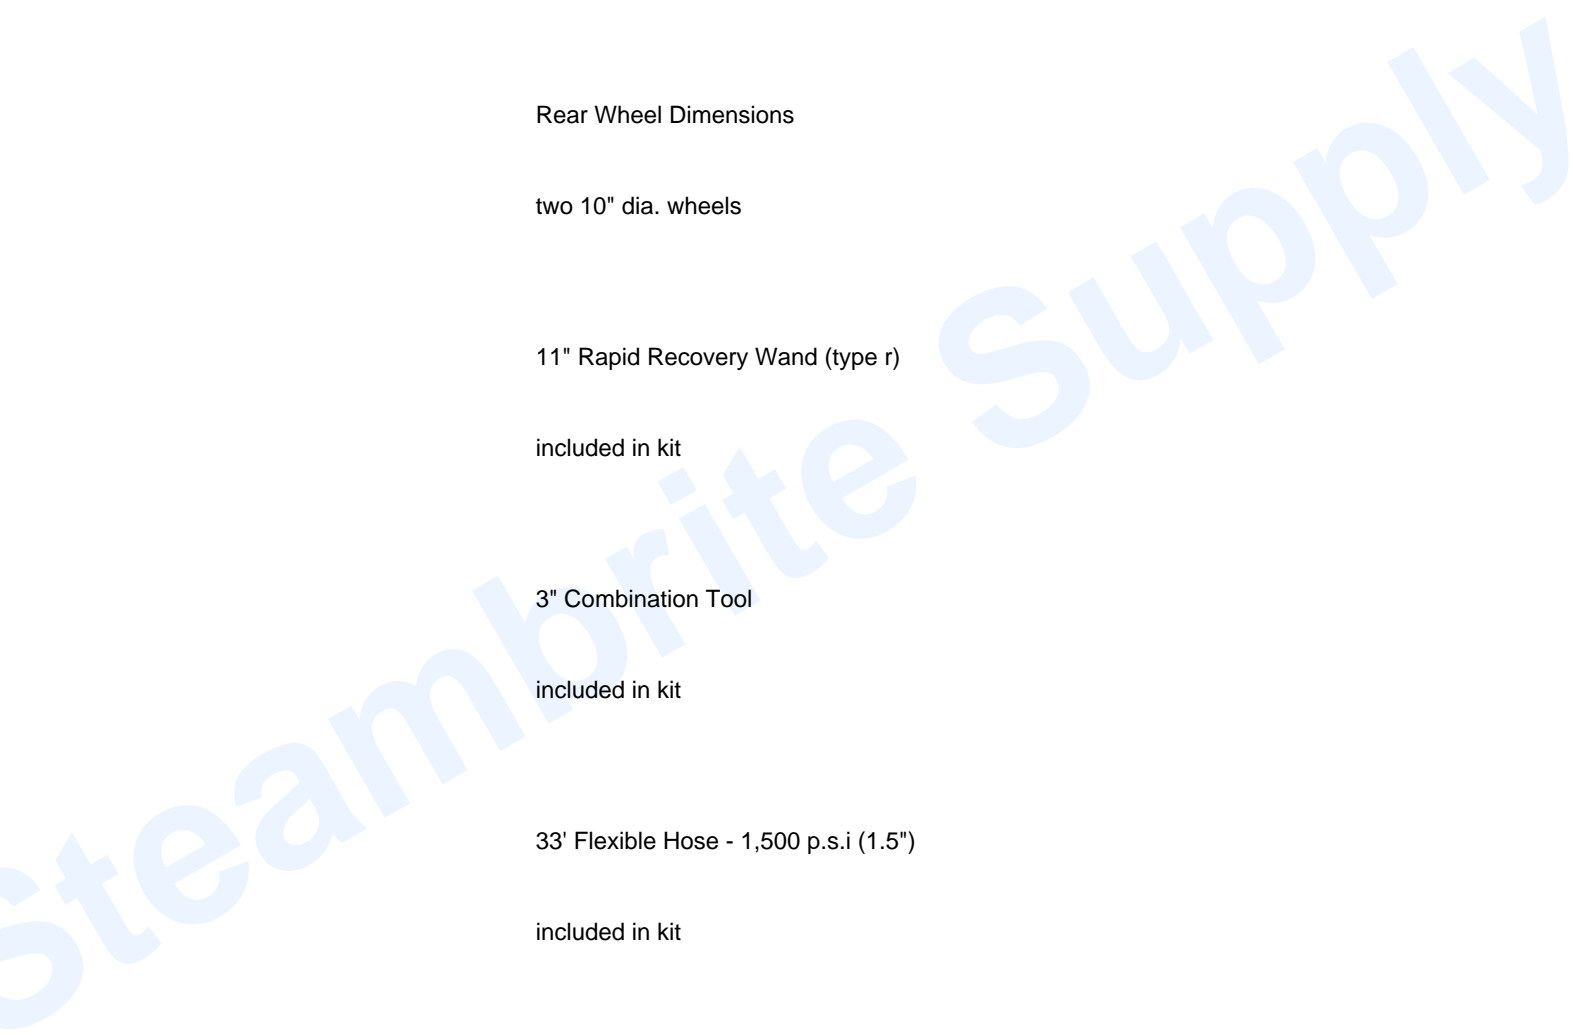 Rear Wheel Dimensions
two 10" dia. wheels
11" Rapid Recovery Wand (type r)
included in kit
3" Combination Tool
included in kit
33' Flexible Hose - 1,500 p.s.i (1.5")
included in kit
Steambrite Supply